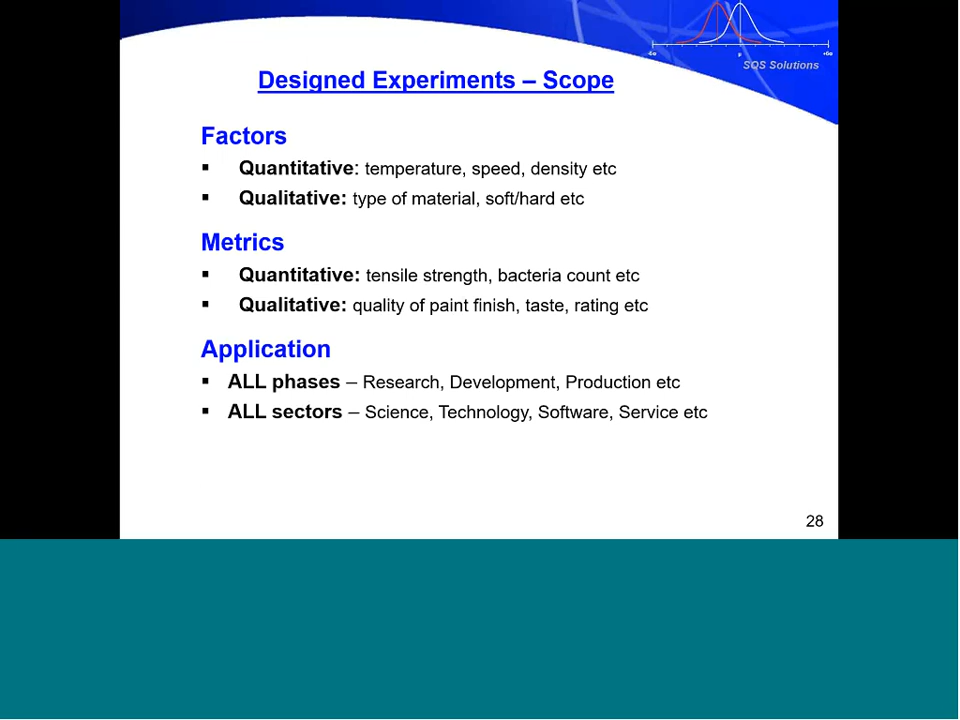 SQS Solutions
Designed Experiments – Scope
Factors
▪ Quantitative: temperature, speed, density etc
▪ Qualitative: type of material, soft/hard etc
Metrics
▪ Quantitative: tensile strength, bacteria count etc
▪ Qualitative: quality of paint finish, taste, rating etc
Application
▪ ALL phases – Research, Development, Production etc
▪ ALL sectors – Science, Technology, Software, Service etc
28